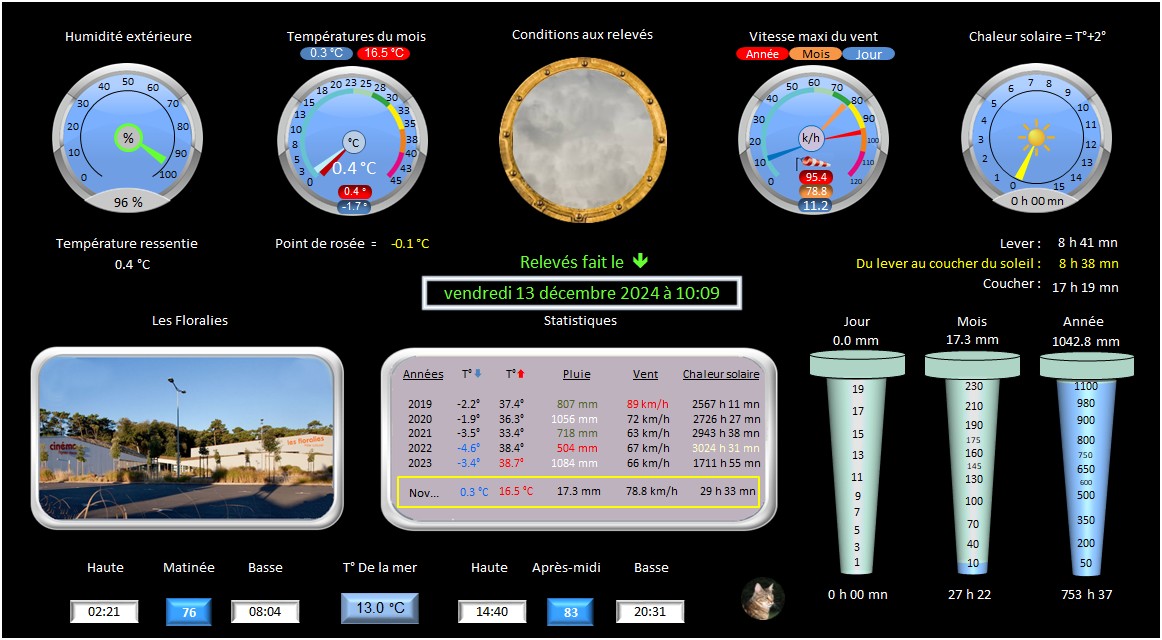 Humidité extérieure
Températures du mois
Conditions aux relevés
Vitesse maxi du vent
Chaleur solaire = T°+2°
0.3 °C 16.5 °C
Année Mois Jour
0 10 20 30 40 50 60 70 80 90 100
%
96 %
0 3 5 8 10 13 15 18 20 23 25 28 30 33 35 38 40 43 45
°C
0.4 °C
0.4 °
-1.7 °
0 10 20 30 40 50 60 70 80 90 100 110 120
k/h
95.4
78.8
11.2
0 1 2 3 4 5 6 7 8 9 10 11 12 13 14 15
0 h 00 mn
Température ressentie
0.4 °C
Point de rosée = -0.1 °C
Relevés fait le
vendredi 13 décembre 2024 à 10:09
Lever : 8 h 41 mn
Du lever au coucher du soleil : 8 h 38 mn
Coucher : 17 h 19 mn
Les Floralies
cinéma
les floralies
Statistiques
Années T° T° Pluie Vent Chaleur solaire
2019 -2.2° 37.4° 807 mm 89 km/h 2567 h 11 mn
2020 -1.9° 36.3° 1056 mm 72 km/h 2726 h 27 mn
2021 -3.5° 33.4° 718 mm 63 km/h 2943 h 38 mn
2022 -4.6° 38.4° 504 mm 67 km/h 3024 h 31 mn
2023 -3.4° 38.7° 1084 mm 66 km/h 1711 h 55 mn
Nov... 0.3 °C 16.5 °C 17.3 mm 78.8 km/h 29 h 33 mn
Jour
0.0 mm
19
17
15
13
11
9
7
5
3
1
0 h 00 mn
Mois
17.3 mm
230
210
190
175
160
145
130
100
70
40
10
27 h 22
Année
1042.8 mm
1100
980
900
800
750
650
600
500
350
200
50
753 h 37
Haute Matinée Basse
02:21 76 08:04
T° De la mer
13.0 °C
Haute Après-midi Basse
14:40 83 20:31